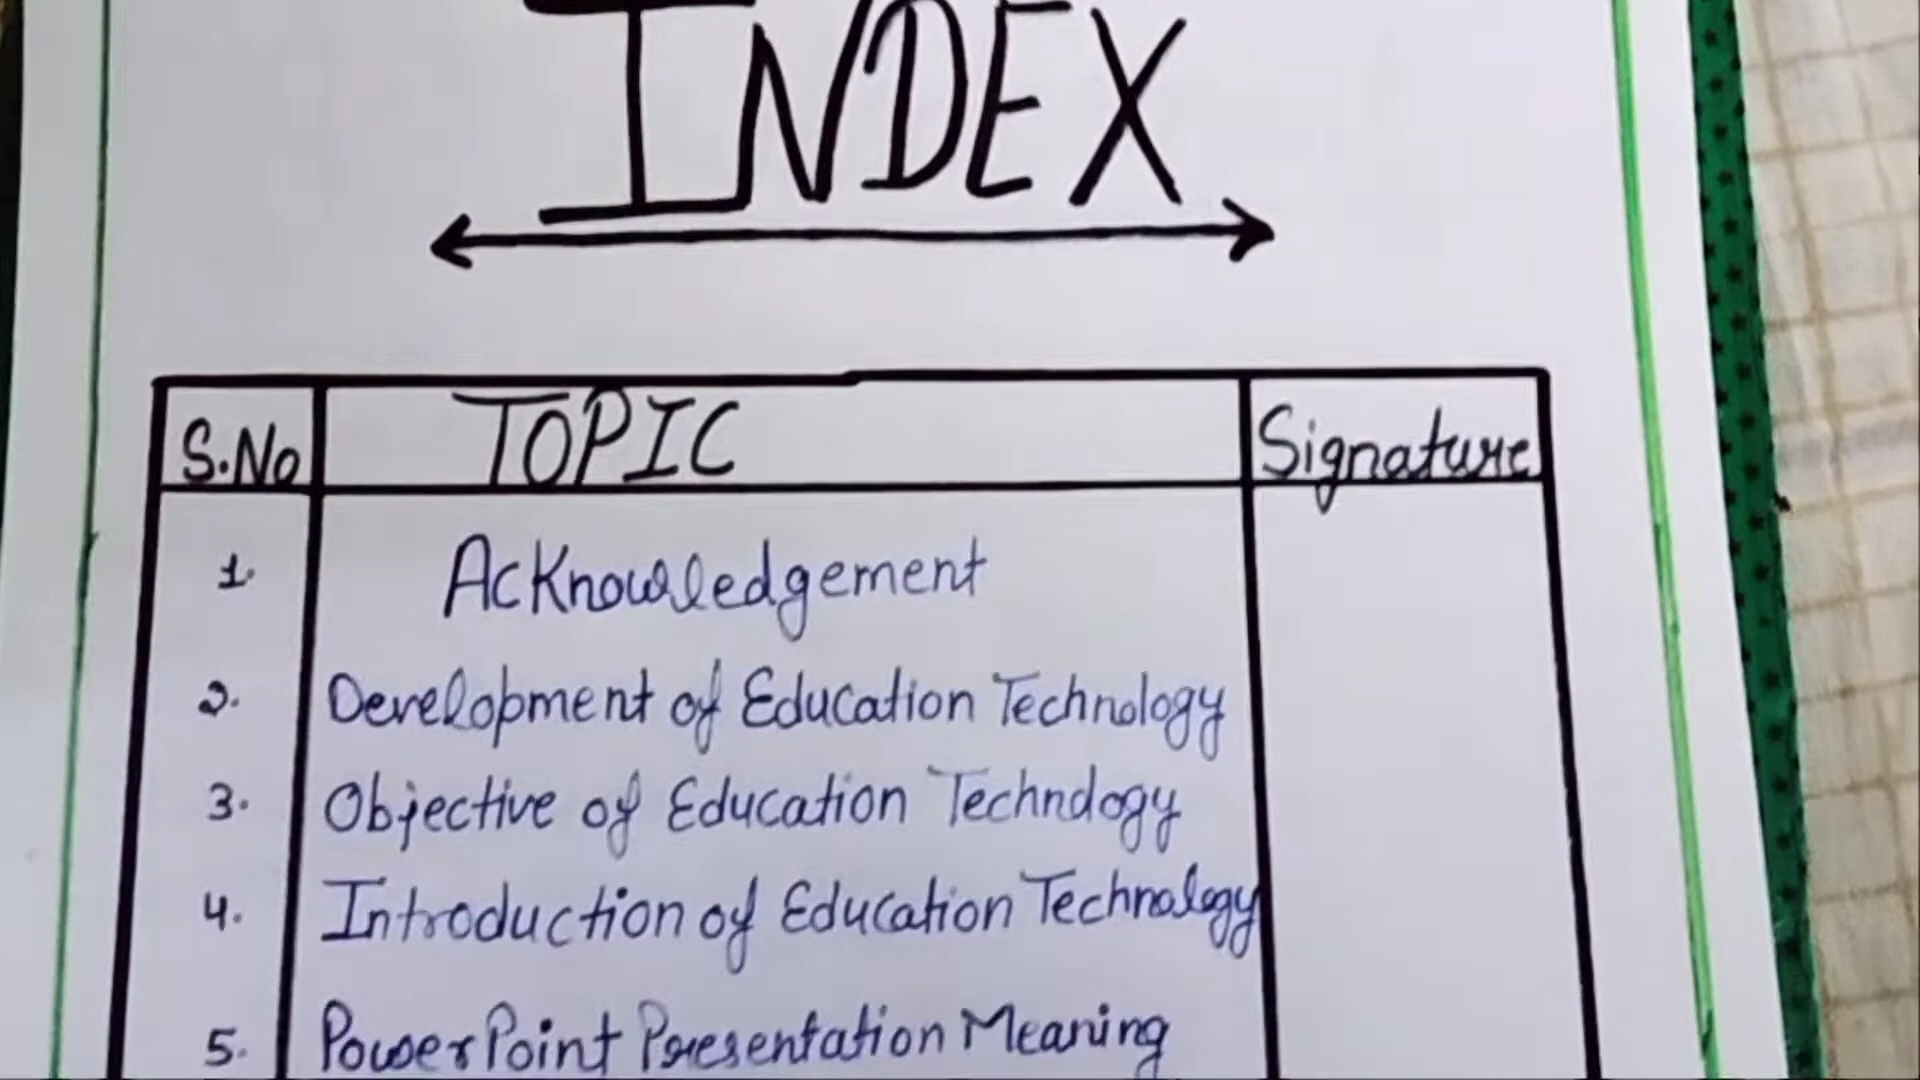 INDEX
S.No TOPIC Signature
1. Acknowledgement
2. Development of Education Technology
3. Objective of Education Technology
4. Introduction of Education Technology
5. PowerPoint Presentation Meaning